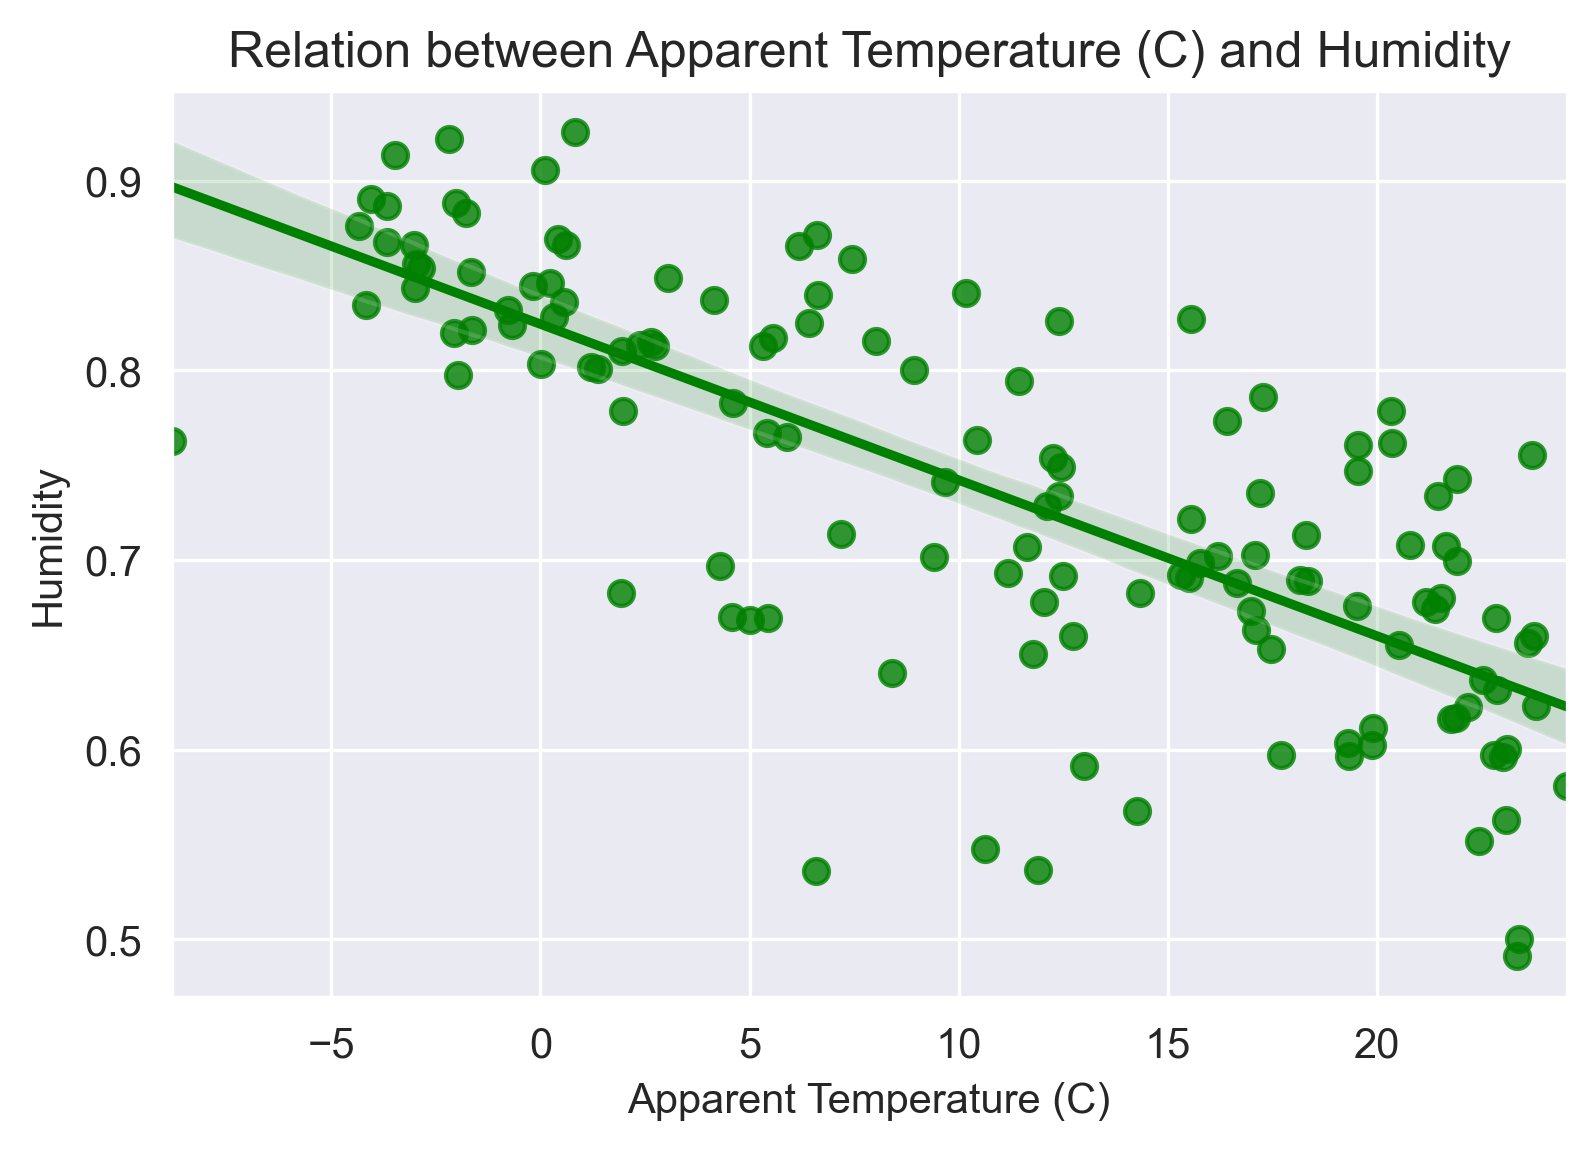 Relation between Apparent Temperature (C) and Humidity
Humidity
0.9
0.8
0.7
0.6
0.5
−5 0 5 10 15 20
Apparent Temperature (C)